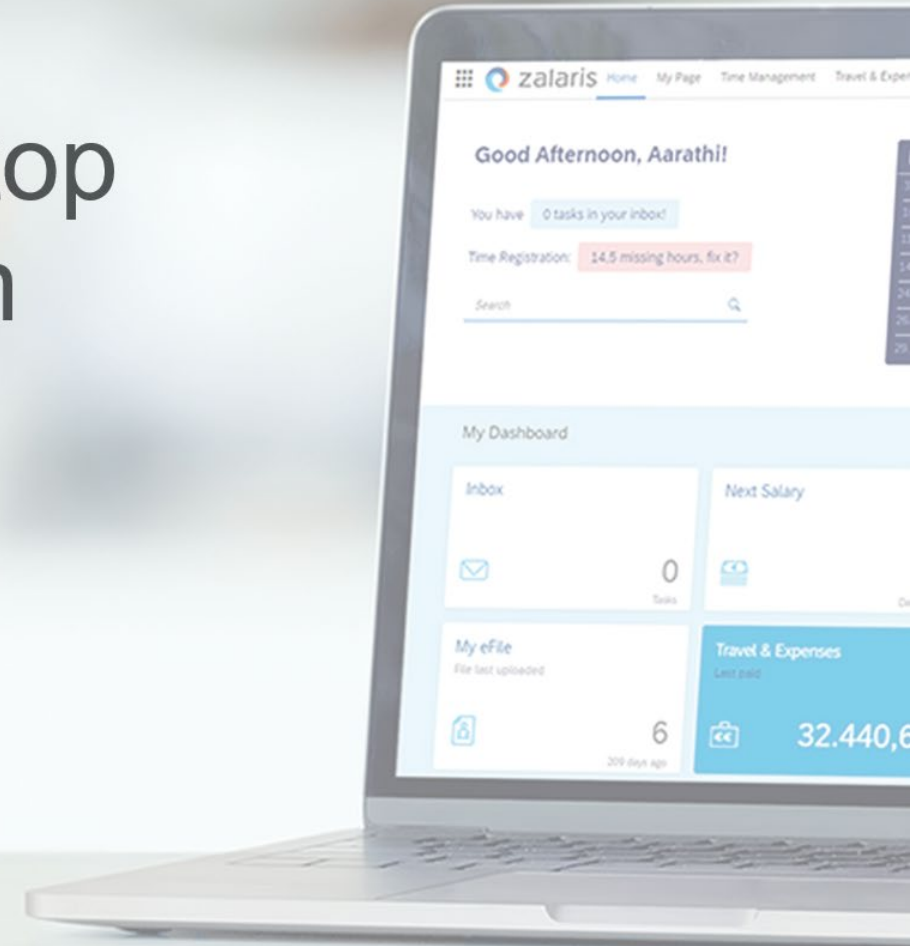 top
zalaris Home My Page Time Management Travel & Exper
Good Afternoon, Aarathi!
You have 0 tasks in your inbox!
Time Registration: 14,5 missing hours, fix it?
Search
My Dashboard
Inbox
Next Salary
0
Tasks
My eFile
File last uploaded
6
209 days ago
Travel & Expenses
Last paid
32.440,6